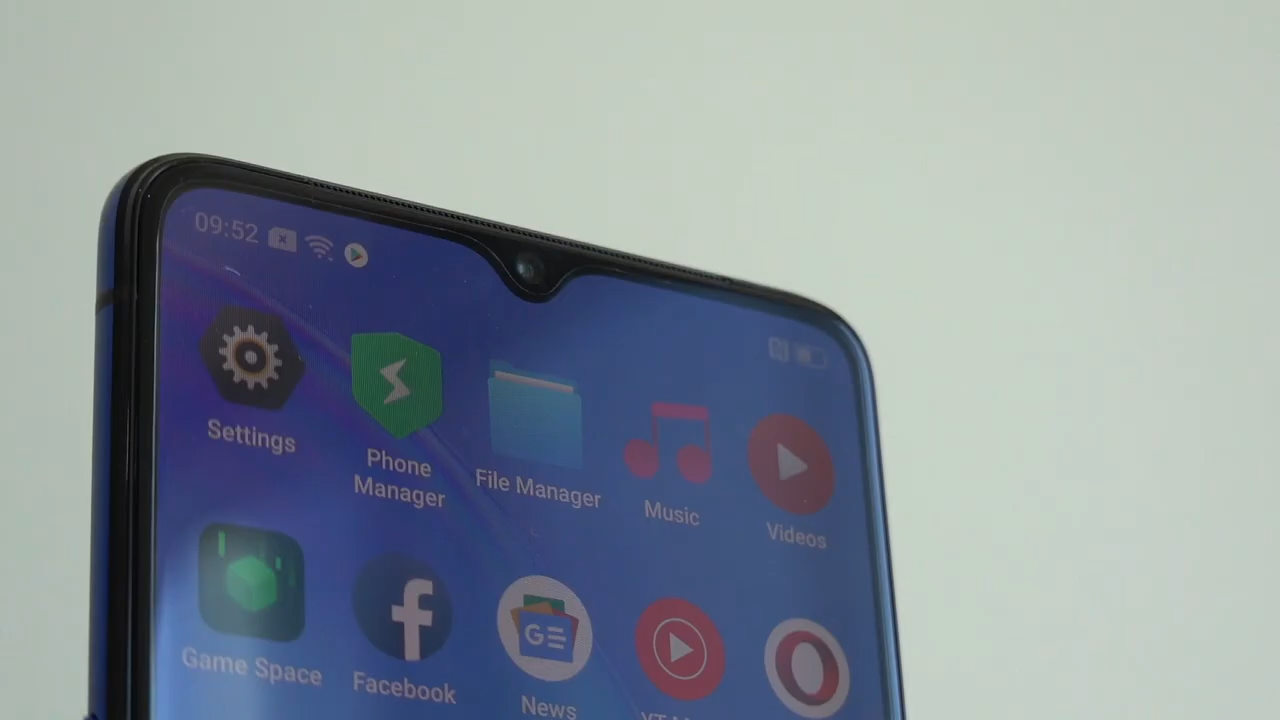 09:52
Settings
Phone
Manager
File Manager
Music
Videos
Game Space
Facebook
News